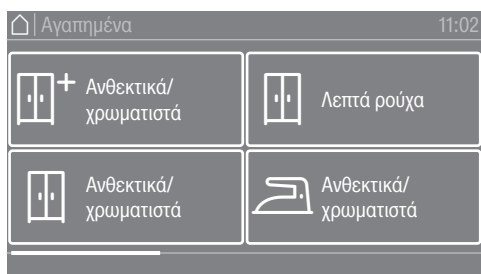 Αγαπημένα 11:02
Ανθεκτικά/
χρωματιστά
Λεπτά ρούχα
Ανθεκτικά/
χρωματιστά
Ανθεκτικά/
χρωματιστά